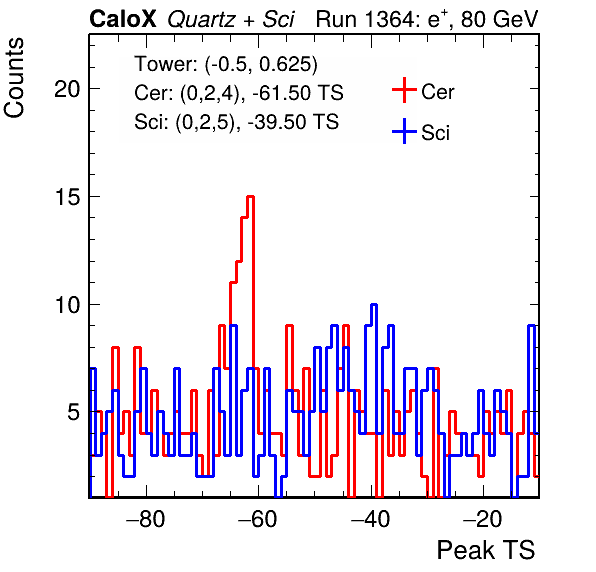 CaloX Quartz + Sci Run 1364: e⁺, 80 GeV
Counts
Tower: (-0.5, 0.625)
Cer: (0,2,4), -61.50 TS
Sci: (0,2,5), -39.50 TS
Cer
Sci
20
15
10
5
−80 −60 −40 −20
Peak TS